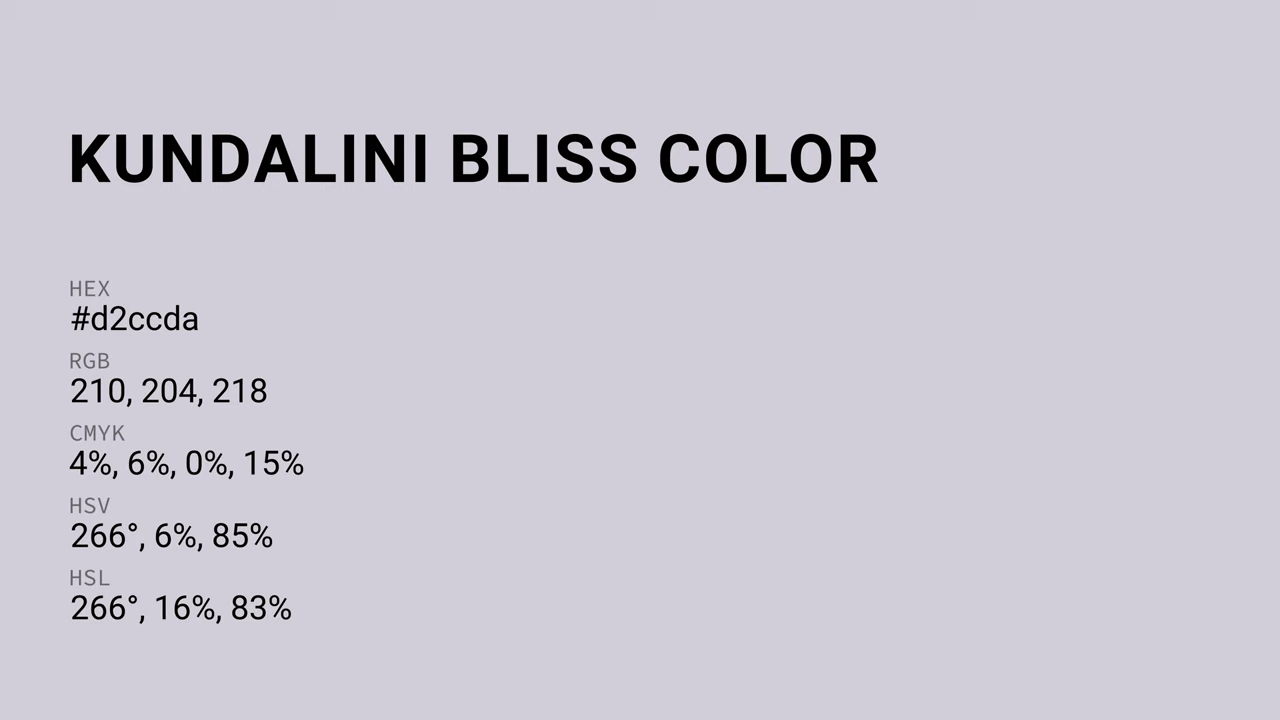 KUNDALINI BLISS COLOR
HEX
#d2ccda
RGB
210, 204, 218
CMYK
4%, 6%, 0%, 15%
HSV
266°, 6%, 85%
HSL
266°, 16%, 83%